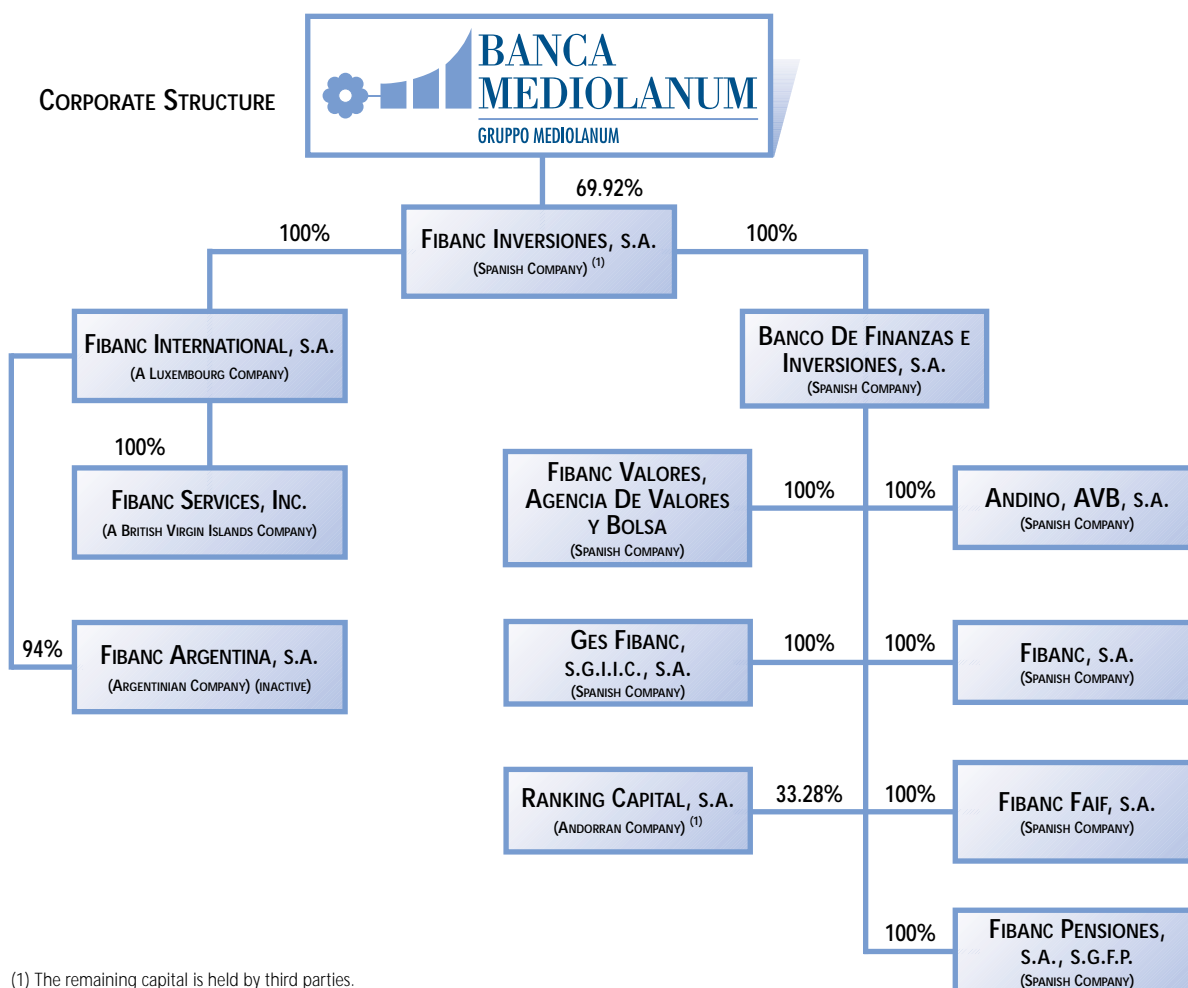 CORPORATE STRUCTURE
BANCA
MEDIOLANUM
GRUPPO MEDIOLANUM
69.92%
100%
FIBANC INVERSIONES, S.A.
(SPANISH COMPANY) (1)
100%
FIBANC INTERNATIONAL, S.A.
(A LUXEMBOURG COMPANY)
BANCO DE FINANZAS E
INVERSIONES, S.A.
(SPANISH COMPANY)
100%
FIBANC SERVICES, INC.
(A BRITISH VIRGIN ISLANDS COMPANY)
94%
FIBANC ARGENTINA, S.A.
(ARGENTINIAN COMPANY) (INACTIVE)
FIBANC VALORES,
AGENCIA DE VALORES
Y BOLSA
(SPANISH COMPANY)
100%
100%
ANDINO, AVB, S.A.
(SPANISH COMPANY)
GES FIBANC,
S.G.I.I.C., S.A.
(SPANISH COMPANY)
100%
100%
FIBANC, S.A.
(SPANISH COMPANY)
RANKING CAPITAL, S.A.
(ANDORRAN COMPANY) (1)
33.28%
100%
FIBANC FAIF, S.A.
(SPANISH COMPANY)
100%
FIBANC PENSIONES,
S.A., S.G.F.P.
(SPANISH COMPANY)
(1) The remaining capital is held by third parties.